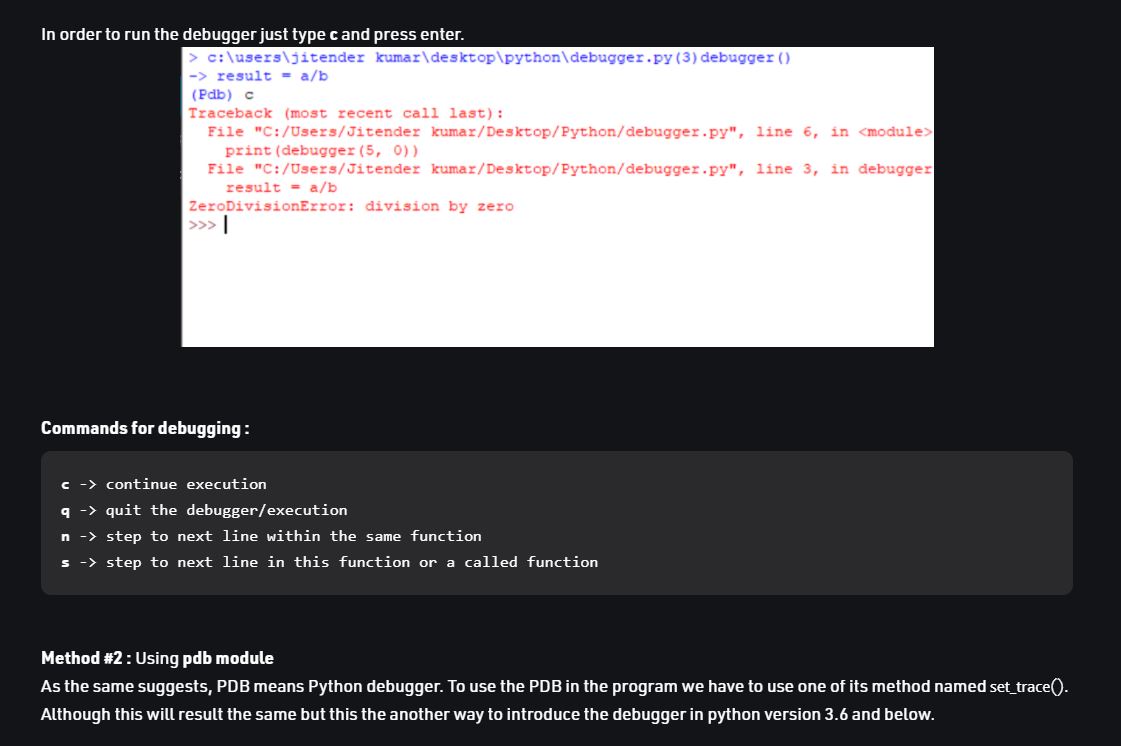 In order to run the debugger just type c and press enter.
> c:\users\jitender kumar\desktop\python\debugger.py(3)debugger()
-> result = a/b
(Pdb) c
Traceback (most recent call last):
  File "C:/Users/Jitender kumar/Desktop/Python/debugger.py", line 6, in <module>
    print(debugger(5, 0))
  File "C:/Users/Jitender kumar/Desktop/Python/debugger.py", line 3, in debugger
    result = a/b
ZeroDivisionError: division by zero
>>>
Commands for debugging :
c -> continue execution
q -> quit the debugger/execution
n -> step to next line within the same function
s -> step to next line in this function or a called function
Method #2 : Using pdb module
As the same suggests, PDB means Python debugger. To use the PDB in the program we have to use one of its method named set_trace().
Although this will result the same but this the another way to introduce the debugger in python version 3.6 and below.